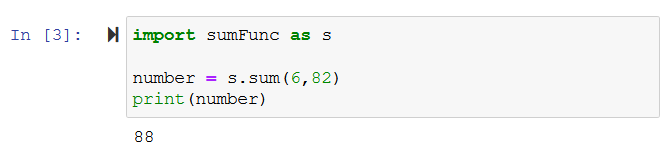 In [3]: import sumFunc as s
number = s.sum(6,82)
print(number)
88